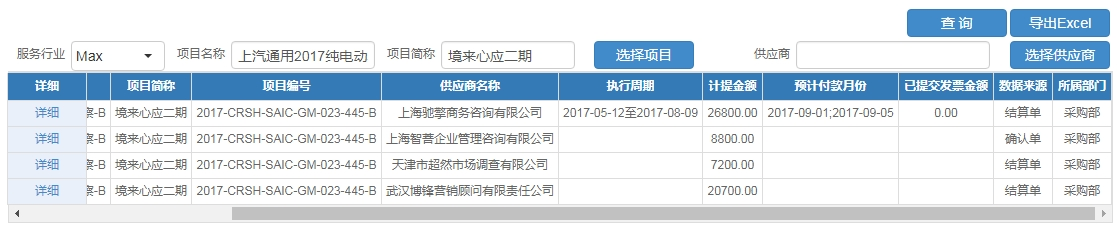 查 询 导出Excel
服务行业 Max 项目名称 上汽通用2017纯电动 项目简称 境来心应二期 选择项目 供应商 选择供应商
详细 项目简称 项目编号 供应商名称 执行周期 计提金额 预计付款月份 已提交发票金额 数据来源 所属部门
详细 -B 境来心应二期 2017-CRSH-SAIC-GM-023-445-B 上海驰擎商务咨询有限公司 2017-05-12至2017-08-09 26800.00 2017-09-01;2017-09-05 0.00 结算单 采购部
详细 -B 境来心应二期 2017-CRSH-SAIC-GM-023-445-B 上海智菩企业管理咨询有限公司 8800.00 确认单 采购部
详细 -B 境来心应二期 2017-CRSH-SAIC-GM-023-445-B 天津市超然市场调查有限公司 7200.00 结算单 采购部
详细 -B 境来心应二期 2017-CRSH-SAIC-GM-023-445-B 武汉博锋营销顾问有限责任公司 20700.00 结算单 采购部